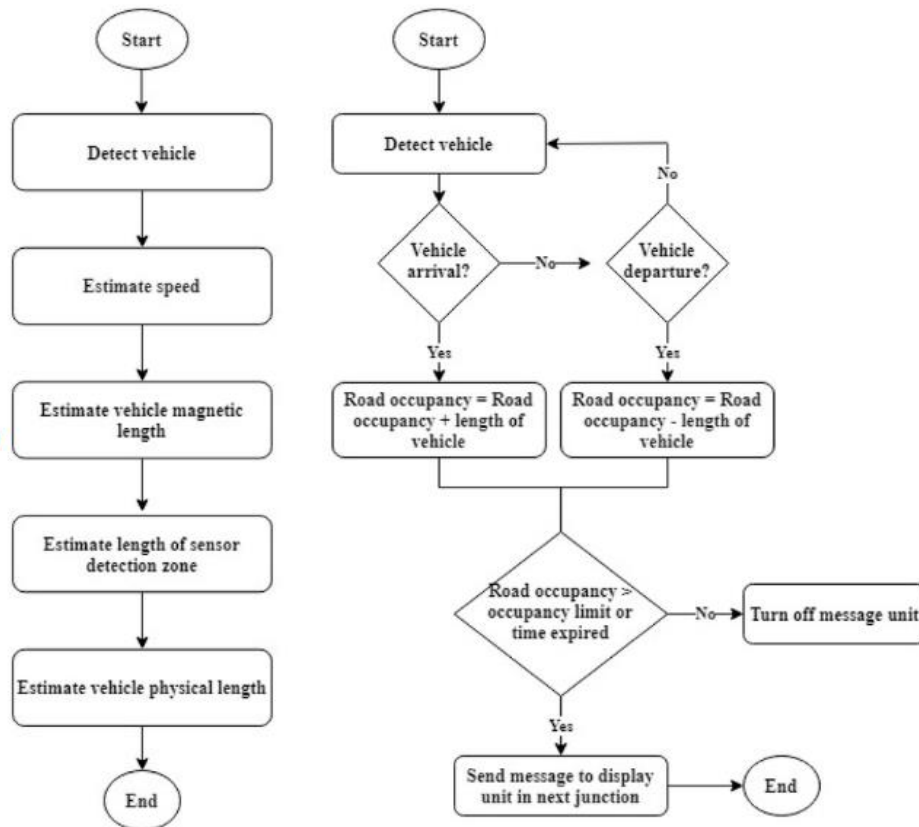 Start
Detect vehicle
Estimate speed
Estimate vehicle magnetic
length
Estimate length of sensor
detection zone
Estimate vehicle physical length
End
Start
Detect vehicle
No
Vehicle
arrival?
No
Vehicle
departure?
Yes
Yes
Road occupancy = Road
occupancy + length of
vehicle
Road occupancy = Road
occupancy - length of
vehicle
Road occupancy >
occupancy limit or
time expired
No
Turn off message unit
Yes
Send message to display
unit in next junction
End